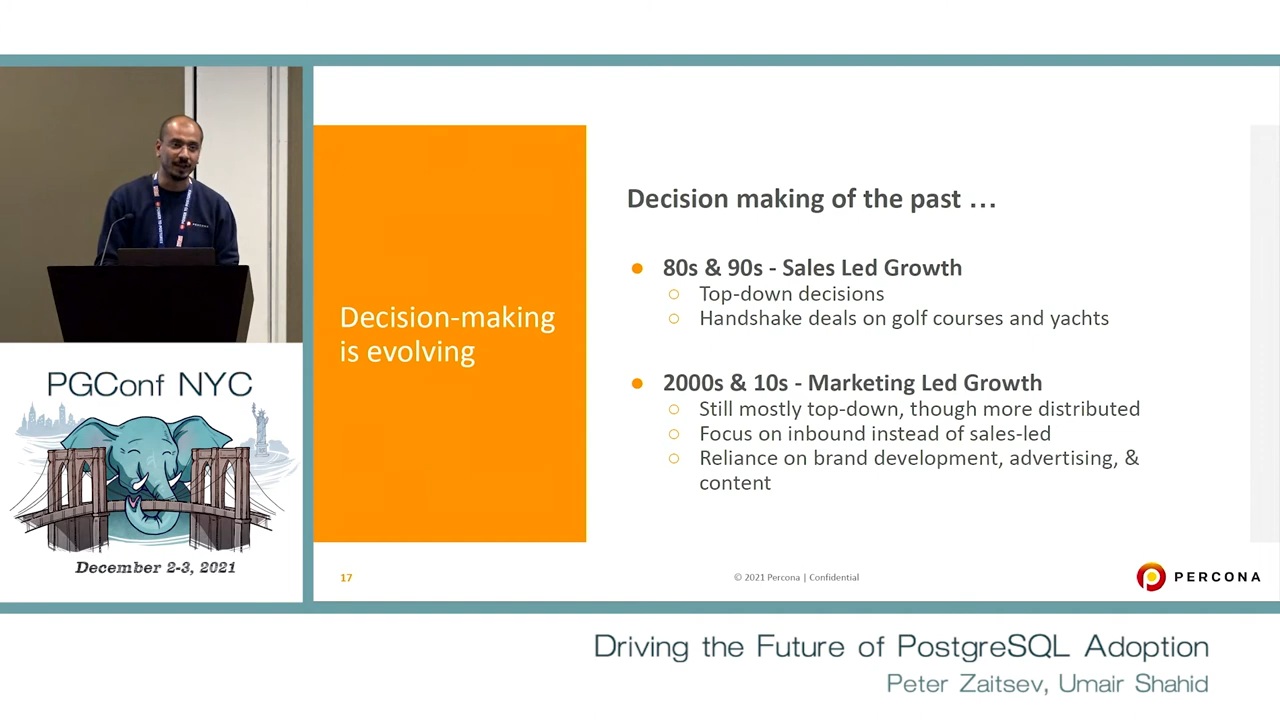 PERCONA
PGConf NYC
December 2-3, 2021
Decision-making
is evolving
Decision making of the past …
● 80s & 90s - Sales Led Growth
○ Top-down decisions
○ Handshake deals on golf courses and yachts
● 2000s & 10s - Marketing Led Growth
○ Still mostly top-down, though more distributed
○ Focus on inbound instead of sales-led
○ Reliance on brand development, advertising, &
content
17
© 2021 Percona | Confidential
PERCONA
Driving the Future of PostgreSQL Adoption
Peter Zaitsev, Umair Shahid